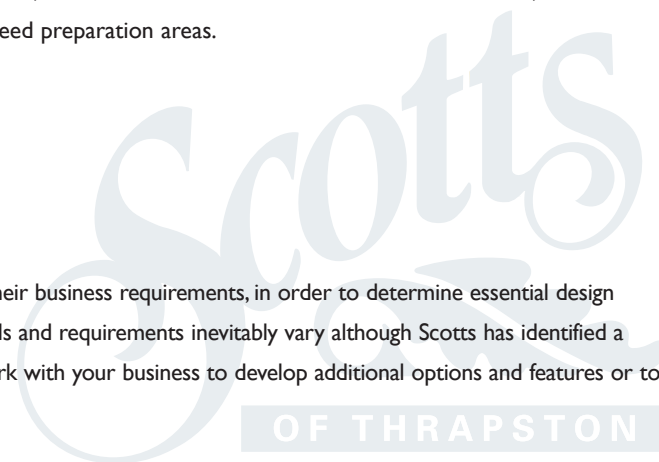 eed preparation areas.
Scotts
heir business requirements, in order to determine essential design
ls and requirements inevitably vary although Scotts has identified a
rk with your business to develop additional options and features or to
OF THRAPSTON